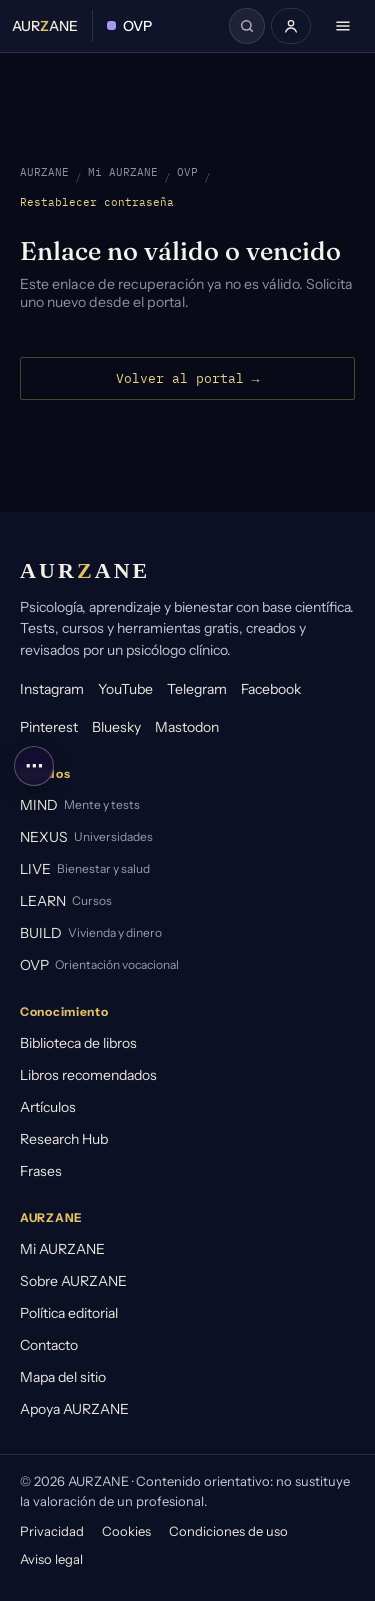 AURZANE
OVP
AURZANE / Mi AURZANE / OVP /
Restablecer contraseña
Enlace no válido o vencido
Este enlace de recuperación ya no es válido. Solicita
uno nuevo desde el portal.
Volver al portal →
AURZANE
Psicología, aprendizaje y bienestar con base científica.
Tests, cursos y herramientas gratis, creados y
revisados por un psicólogo clínico.
Instagram YouTube Telegram Facebook
Pinterest Bluesky Mastodon
MIND Mente y tests
NEXUS Universidades
LIVE Bienestar y salud
LEARN Cursos
BUILD Vivienda y dinero
OVP Orientación vocacional
Conocimiento
Biblioteca de libros
Libros recomendados
Artículos
Research Hub
Frases
AURZANE
Mi AURZANE
Sobre AURZANE
Política editorial
Contacto
Mapa del sitio
Apoya AURZANE
© 2026 AURZANE · Contenido orientativo: no sustituye
la valoración de un profesional.
Privacidad Cookies Condiciones de uso
Aviso legal